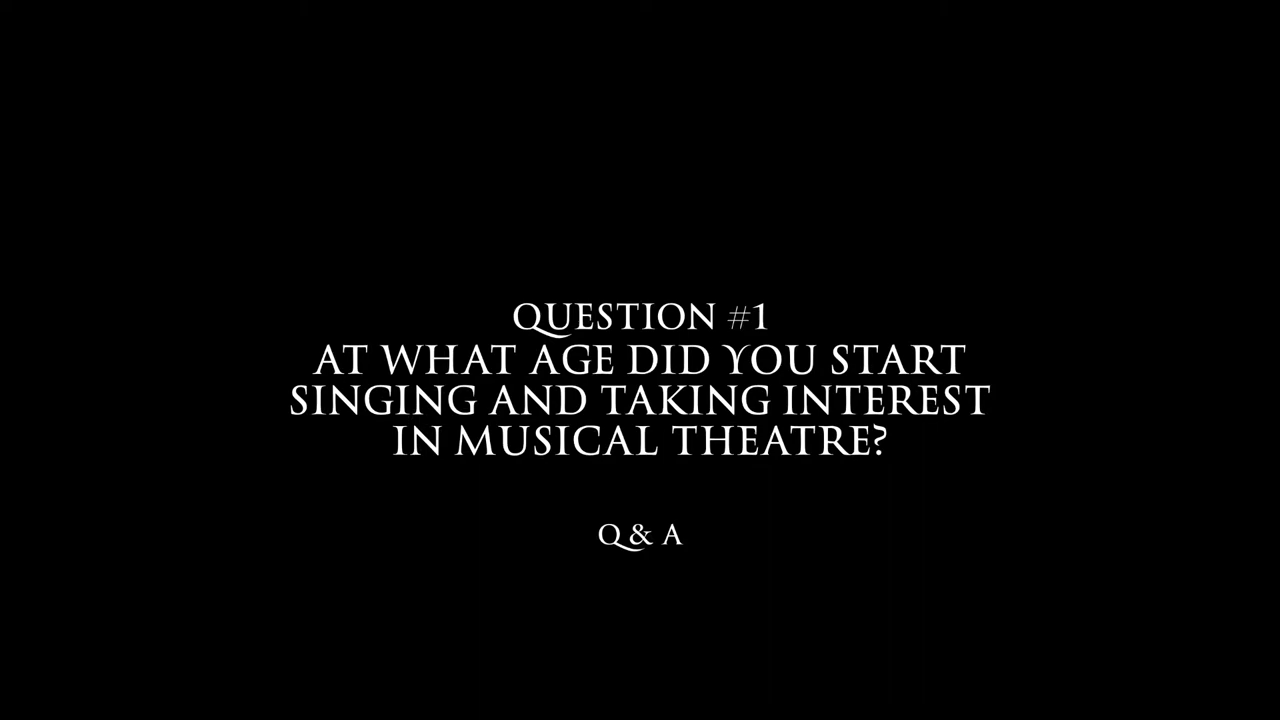 QUESTION #1
AT WHAT AGE DID YOU START
SINGING AND TAKING INTEREST
IN MUSICAL THEATRE?
Q & A